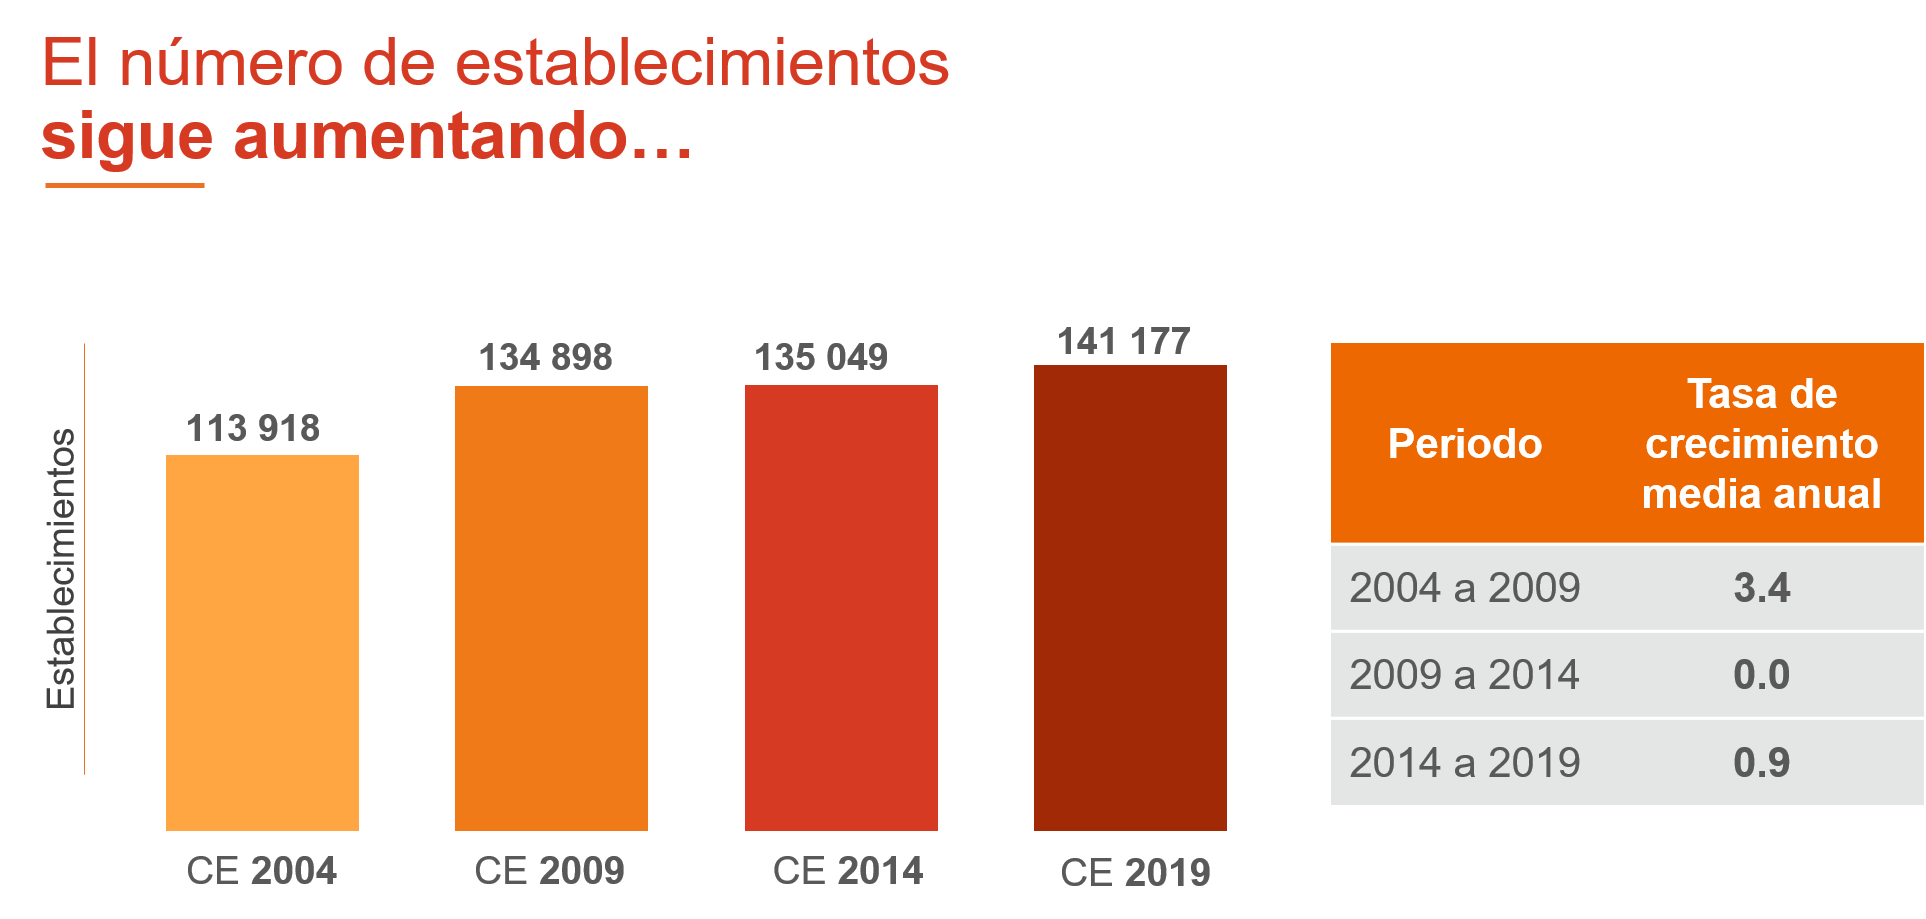 El número de establecimientos
sigue aumentando…
Establecimientos
113 918
134 898
135 049
141 177
CE 2004
CE 2009
CE 2014
CE 2019
Periodo
Tasa de
crecimiento
media anual
2004 a 2009 3.4
2009 a 2014 0.0
2014 a 2019 0.9